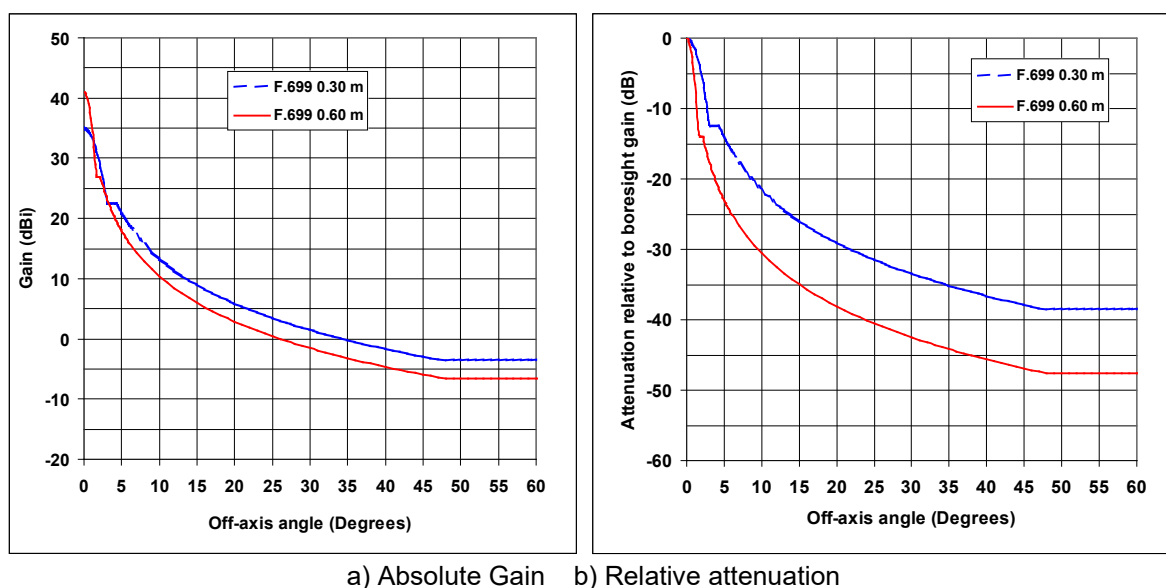 50
40
30
20
10
0
-10
-20
Gain (dBi)
F.699 0.30 m
F.699 0.60 m
0 5 10 15 20 25 30 35 40 45 50 55 60
Off-axis angle (Degrees)
0
-10
-20
-30
-40
-50
-60
Attenuation relative to boresight gain (dB)
F.699 0.30 m
F.699 0.60 m
0 5 10 15 20 25 30 35 40 45 50 55 60
Off-axis angle (Degrees)
a) Absolute Gain b) Relative attenuation